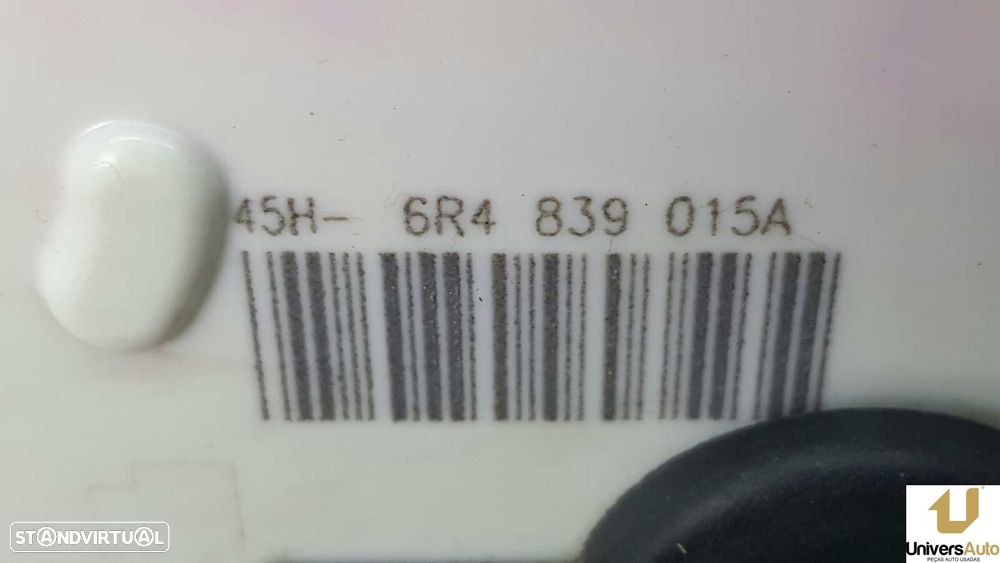 45H- 6R4 839 015A
STANDVIRTUAL
UniversAuto
PEÇAS AUTO USADAS